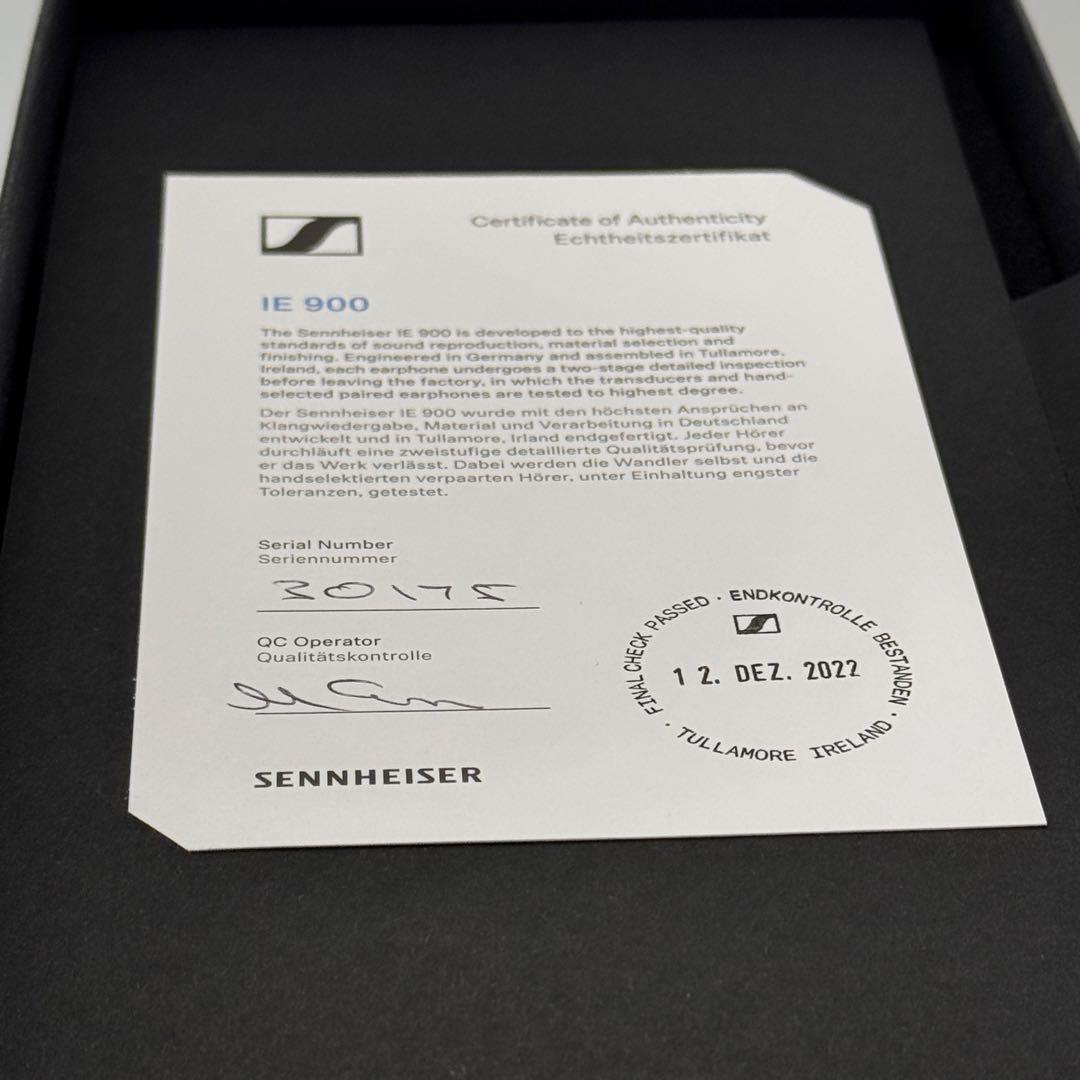 Certificate of Authenticity
Echtheitszertifikat
IE 900
The Sennheiser IE 900 is developed to the highest-quality
standards of sound reproduction, material selection and
finishing. Engineered in Germany and assembled in Tullamore,
Ireland, each earphone undergoes a two-stage detailed inspection
before leaving the factory, in which the transducers and hand-
selected paired earphones are tested to highest degree.
Der Sennheiser IE 900 wurde mit den höchsten Ansprüchen an
Klangwiedergabe, Material und Verarbeitung in Deutschland
entwickelt und in Tullamore, Irland endgefertigt. Jeder Hörer
durchläuft eine zweistufige detaillierte Qualitätsprüfung, bevor
er das Werk verlässt. Dabei werden die Wandler selbst und die
handselektierten verpaarten Hörer, unter Einhaltung engster
Toleranzen, getestet.
Serial Number
Seriennummer
30175
QC Operator
Qualitätskontrolle
SENNHEISER
FINAL CHECK PASSED · ENDKONTROLLE BESTANDEN ·
12. DEZ. 2022
TULLAMORE IRELAND ·